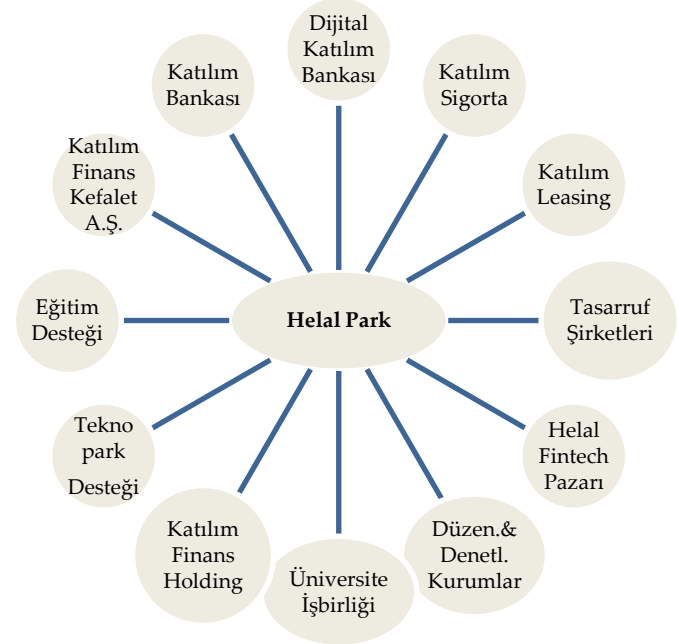 Dijital
Katılım
Bankası
Katılım
Sigorta
Katılım
Leasing
Tasarruf
Şirketleri
Helal
Fintech
Pazarı
Düzen.&
Denetl.
Kurumlar
Üniversite
İşbirliği
Katılım
Finans
Holding
Tekno
park
Desteği
Eğitim
Desteği
Katılım
Finans
Kefalet
A.Ş.
Katılım
Bankası
Helal Park